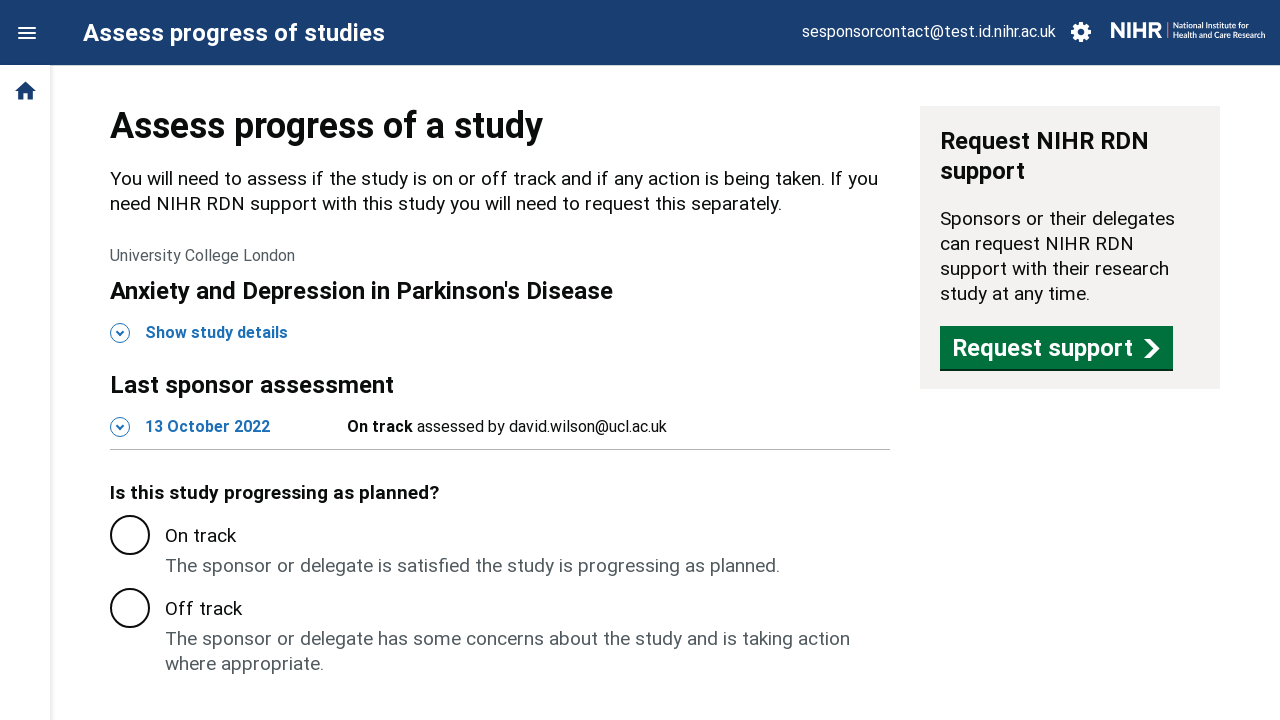 Assess progress of studies
sesponsorcontact@test.id.nihr.ac.uk
NIHR National Institute for
Health and Care Research
Assess progress of a study
You will need to assess if the study is on or off track and if any action is being taken. If you
need NIHR RDN support with this study you will need to request this separately.
University College London
Anxiety and Depression in Parkinson's Disease
Show study details
Last sponsor assessment
13 October 2022 On track assessed by david.wilson@ucl.ac.uk
Is this study progressing as planned?
On track
The sponsor or delegate is satisfied the study is progressing as planned.
Off track
The sponsor or delegate has some concerns about the study and is taking action
where appropriate.
Request NIHR RDN
support
Sponsors or their delegates
can request NIHR RDN
support with their research
study at any time.
Request support